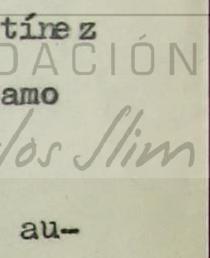 tínez
DACIÓN
amo
los Slim
au-